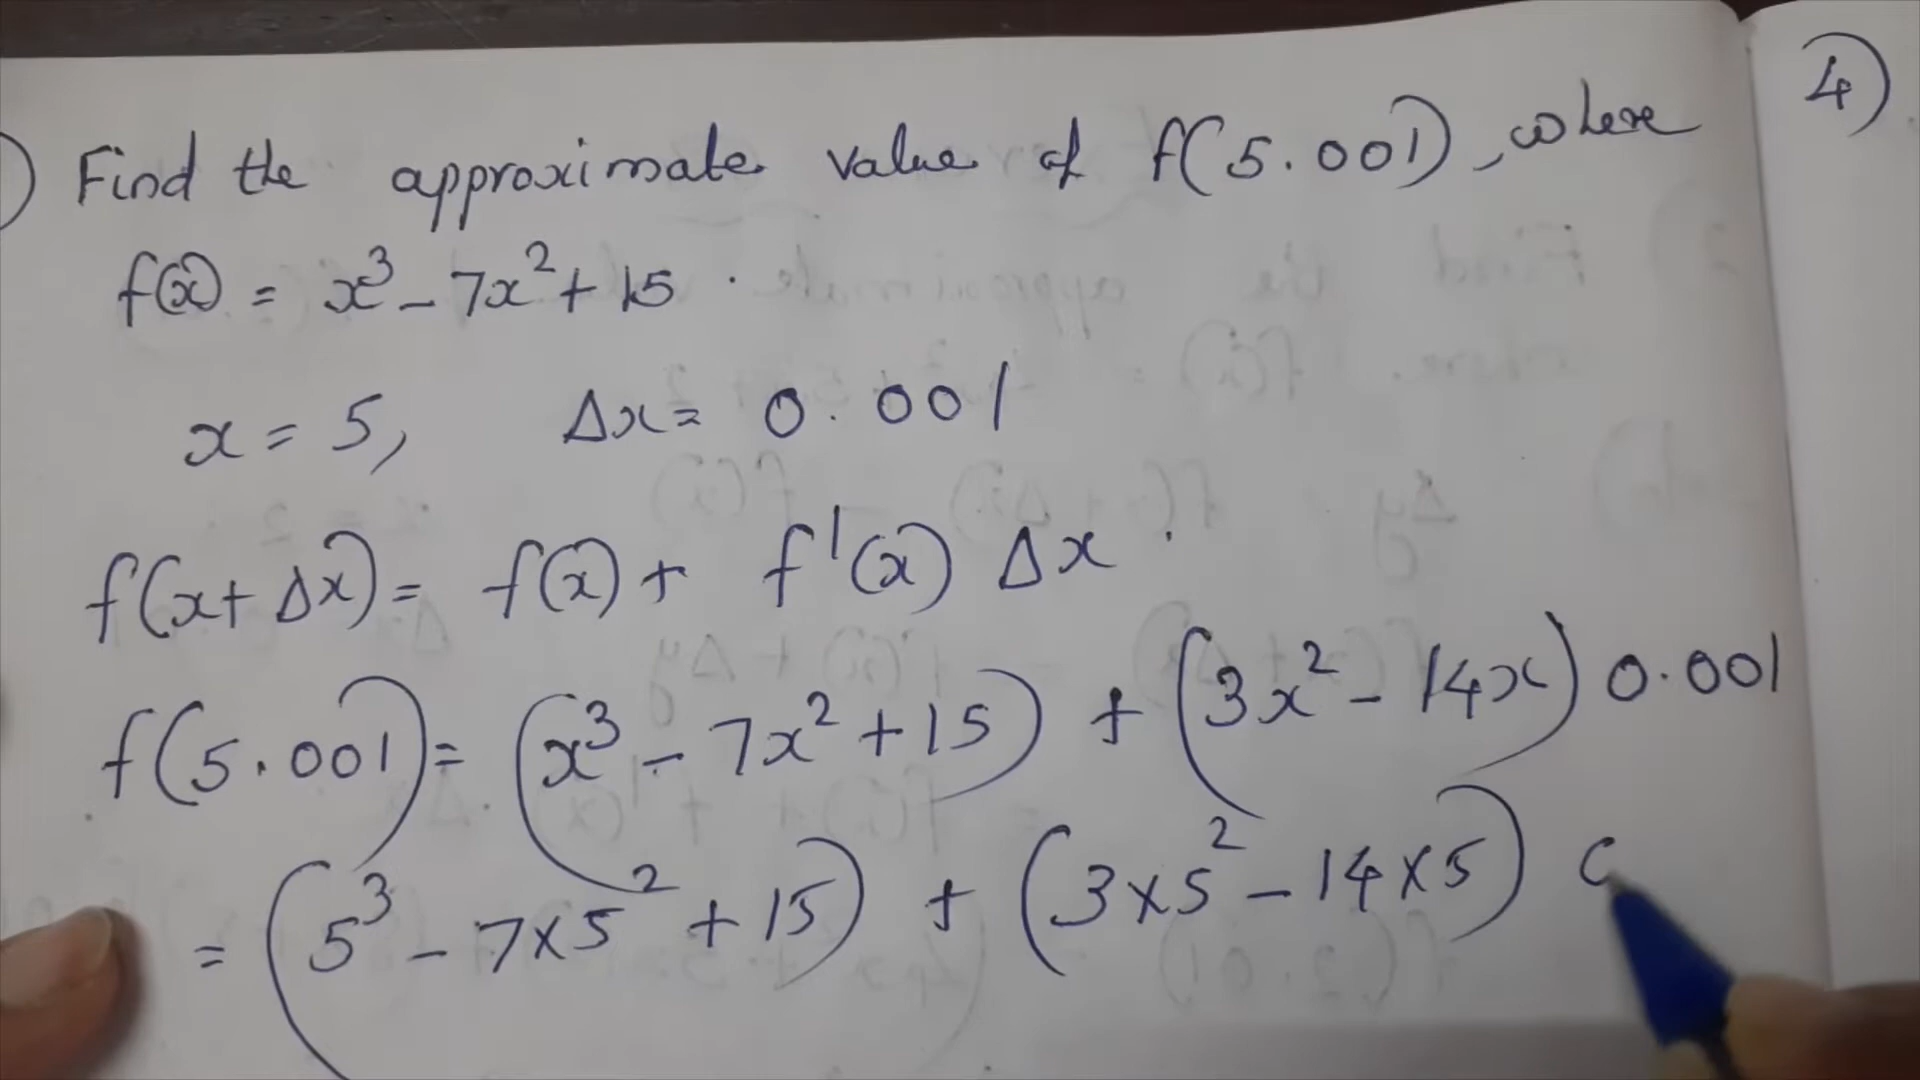 ) Find the approximate value of f(5.001), where
f(x) = x³ - 7x² + 15.
x = 5, Δx = 0.001
f(x + Δx) = f(x) + f'(x) Δx.
f(5.001) = (x³ - 7x² + 15) + (3x² - 14x) 0.001
= (5³ - 7×5² + 15) + (3×5² - 14×5)
4)